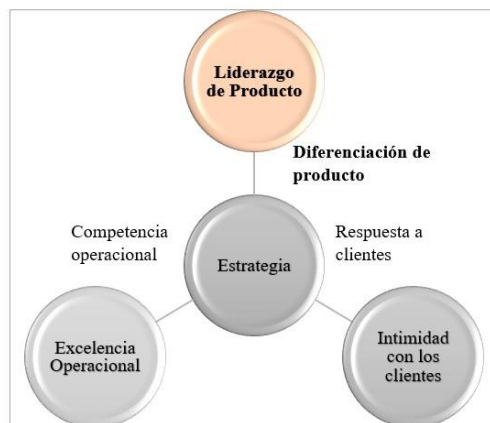 Liderazgo
de Producto
Diferenciación de
producto
Competencia
operacional
Respuesta a
clientes
Estrategia
Excelencia
Operacional
Intimidad
con los
clientes